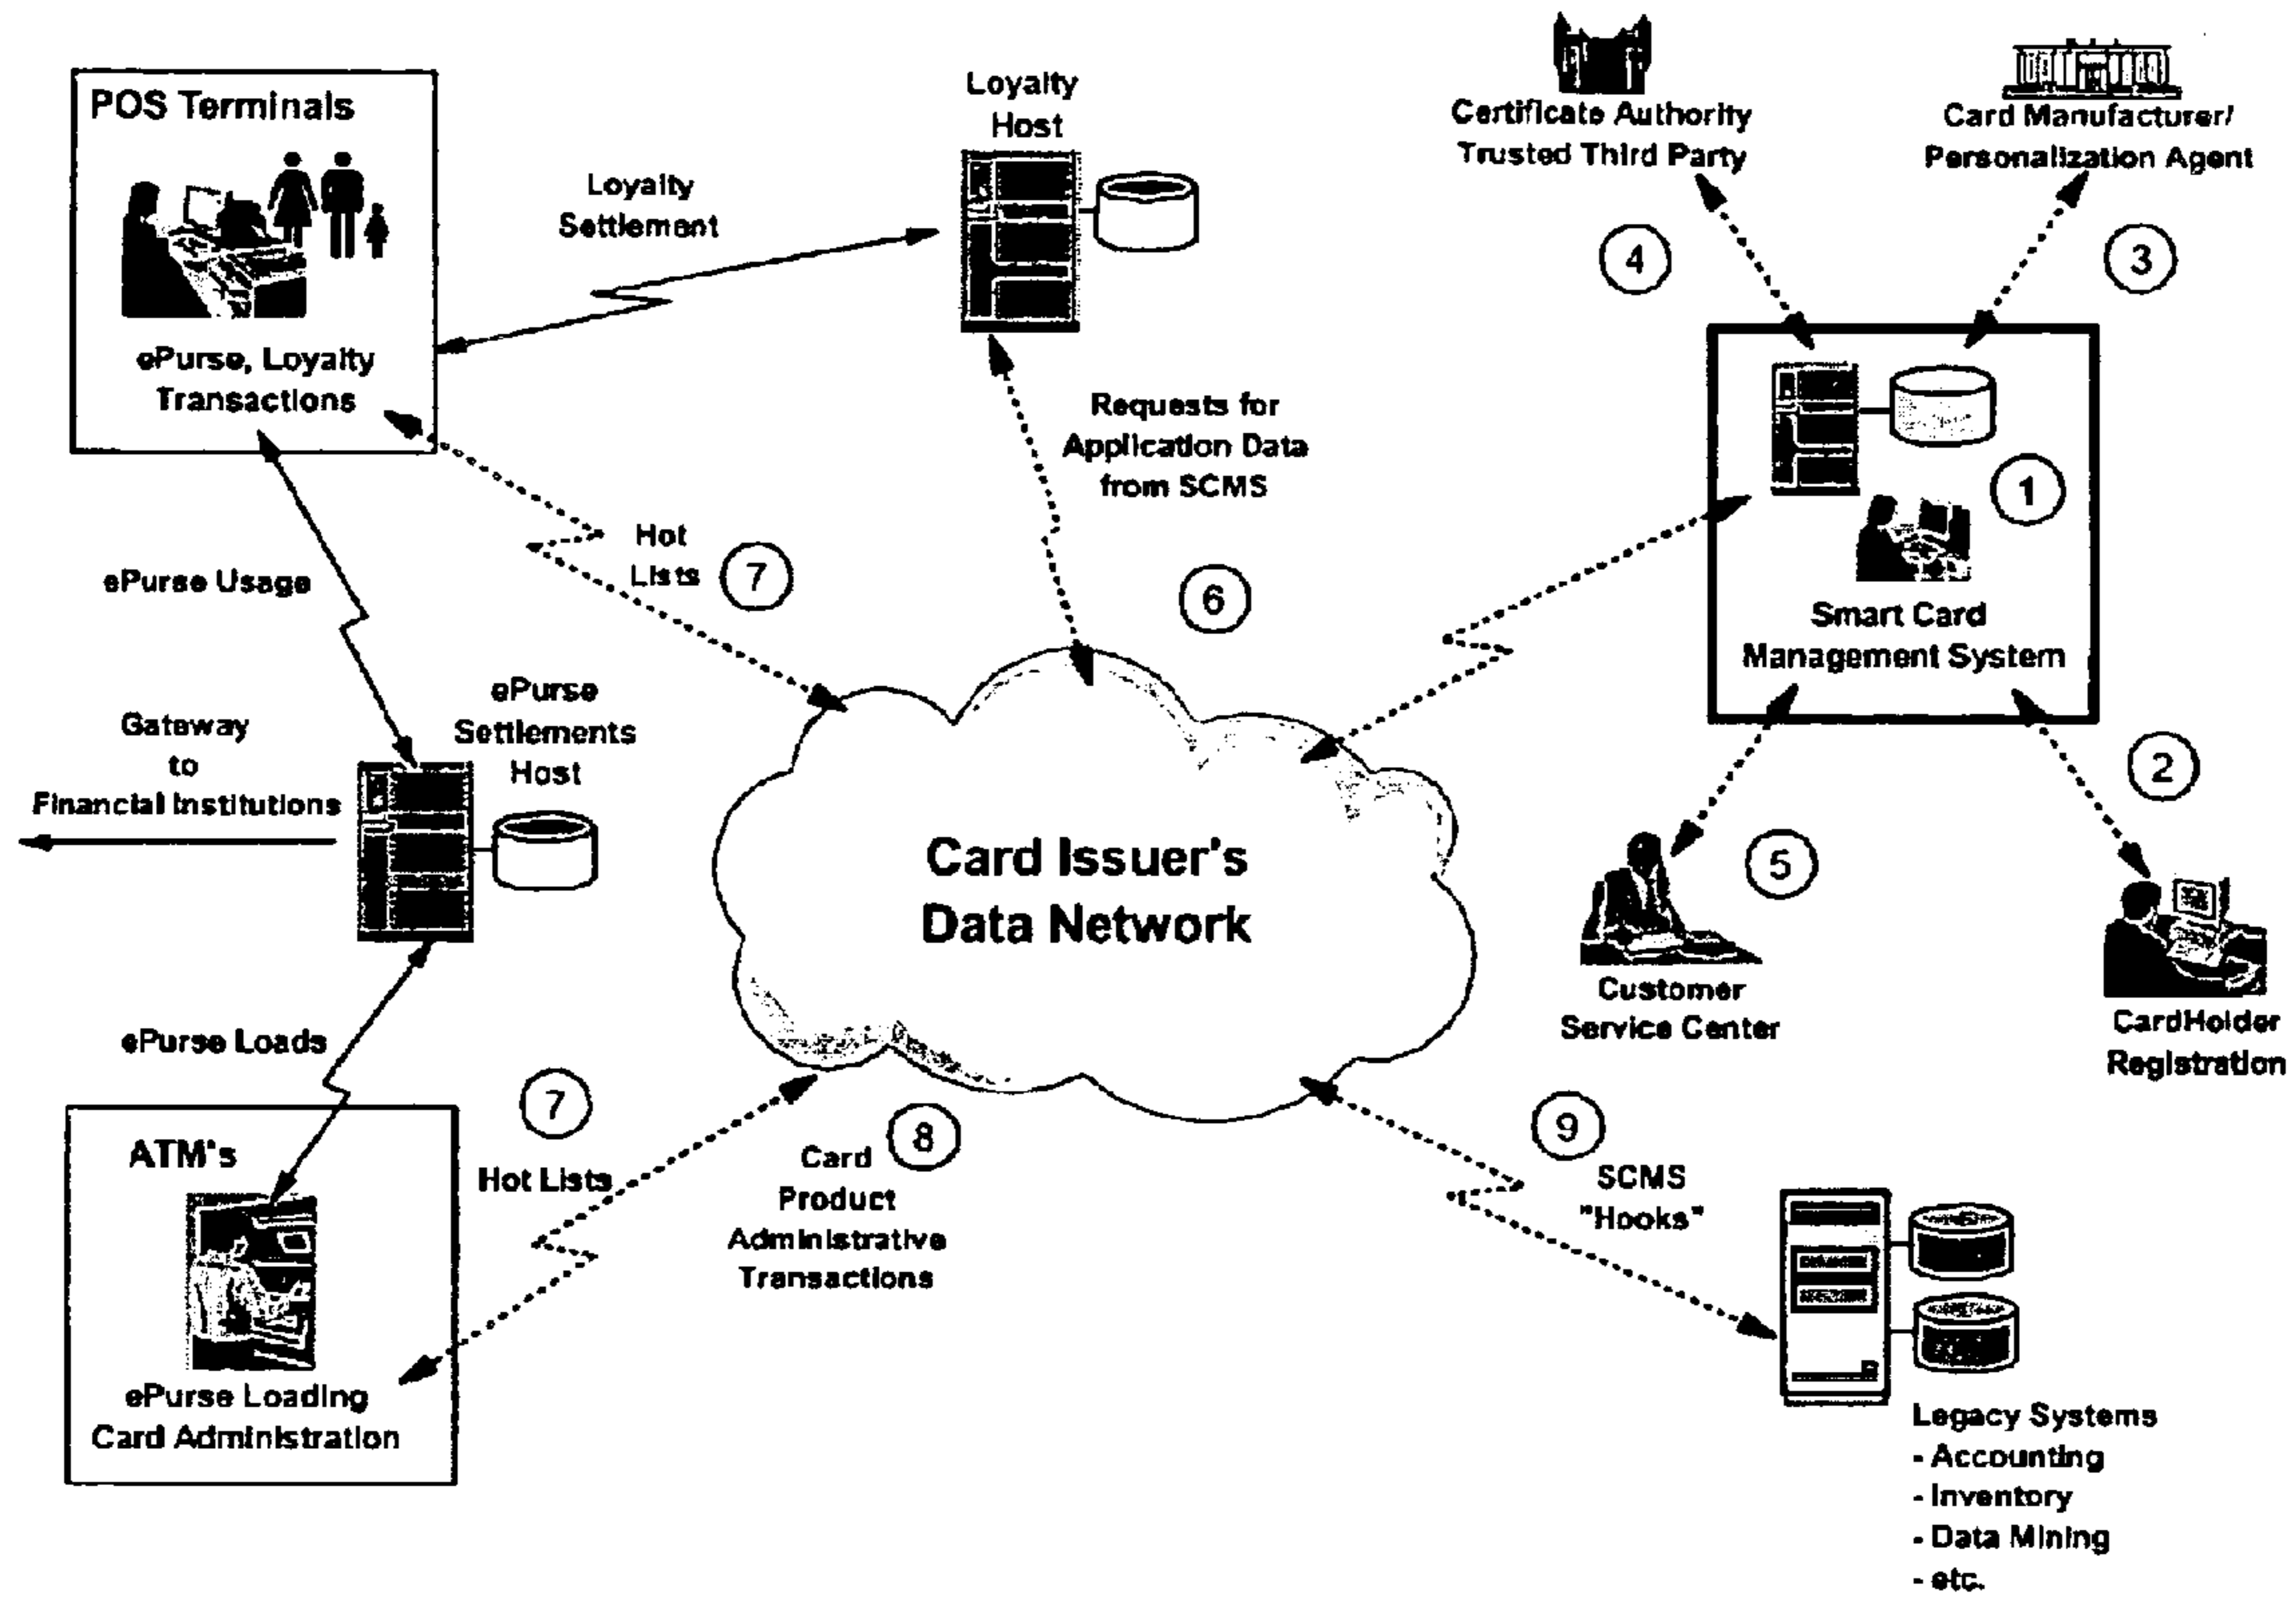 POS Terminals
ePurse, Loyalty
Transactions
Loyalty
Settlement
Loyalty
Host
Certificate Authority
Trusted Third Party
Card Manufacturer/
Personalization Agent
4
3
Requests for
Application Data
from SCMS
1
Smart Card
Management System
Hot
Lists
7
6
ePurse Usage
ePurse
Settlements
Host
Gateway
to
Financial Institutions
2
5
Card Issuer's
Data Network
Customer
Service Center
CardHolder
Registration
ePurse Loads
7
Hot Lists
8
Card
Product
Administrative
Transactions
9
SCMS
"Hooks"
ATM's
ePurse Loading
Card Administration
Legacy Systems
- Accounting
- Inventory
- Data Mining
- etc.